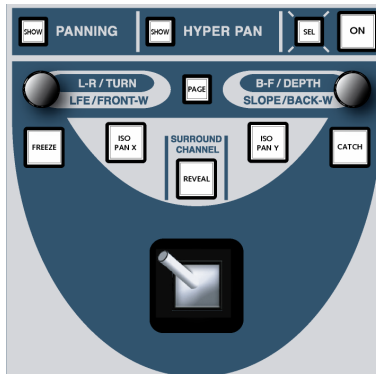 SHOW PANNING SHOW HYPER PAN SEL ON
L-R / TURN PAGE B-F / DEPTH
LFE/FRONT-W SLOPE/BACK-W
FREEZE
ISO
PAN X
SURROUND
CHANNEL
REVEAL
ISO
PAN Y
CATCH